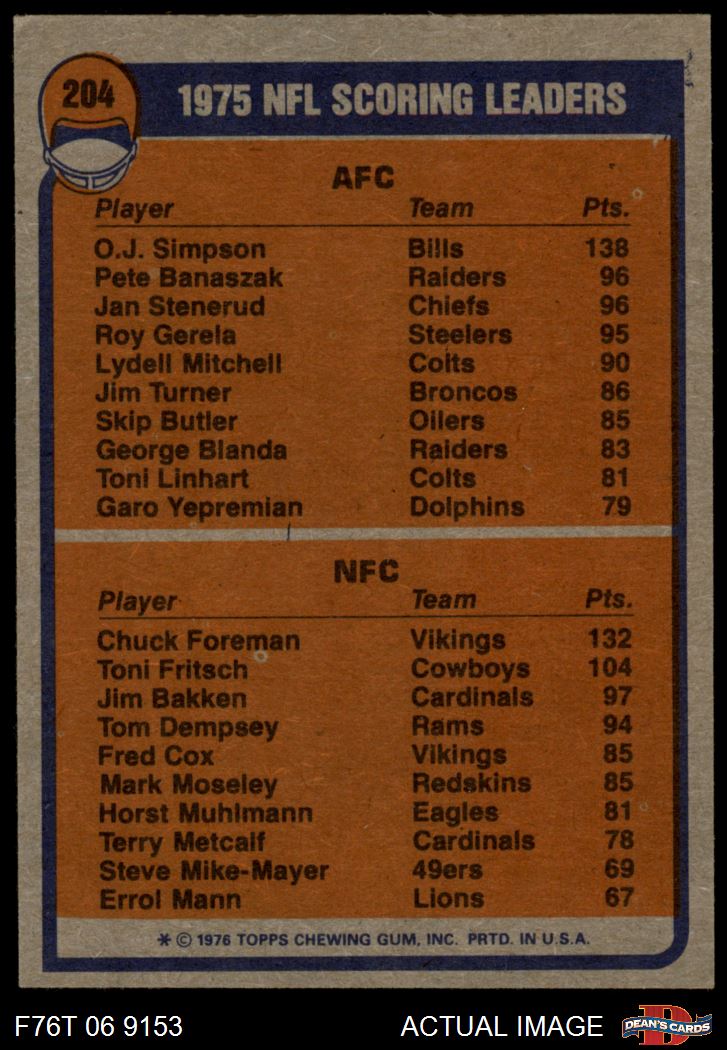 204
1975 NFL SCORING LEADERS
AFC
Player Team Pts.
O.J. Simpson Bills 138
Pete Banaszak Raiders 96
Jan Stenerud Chiefs 96
Roy Gerela Steelers 95
Lydell Mitchell Colts 90
Jim Turner Broncos 86
Skip Butler Oilers 85
George Blanda Raiders 83
Toni Linhart Colts 81
Garo Yepremian Dolphins 79
NFC
Player Team Pts.
Chuck Foreman Vikings 132
Toni Fritsch Cowboys 104
Jim Bakken Cardinals 97
Tom Dempsey Rams 94
Fred Cox Vikings 85
Mark Moseley Redskins 85
Horst Muhlmann Eagles 81
Terry Metcalf Cardinals 78
Steve Mike-Mayer 49ers 69
Errol Mann Lions 67
* © 1976 TOPPS CHEWING GUM, INC. PRTD. IN U.S.A.
F76T 06 9153 ACTUAL IMAGE
D
DEAN'S CARDS